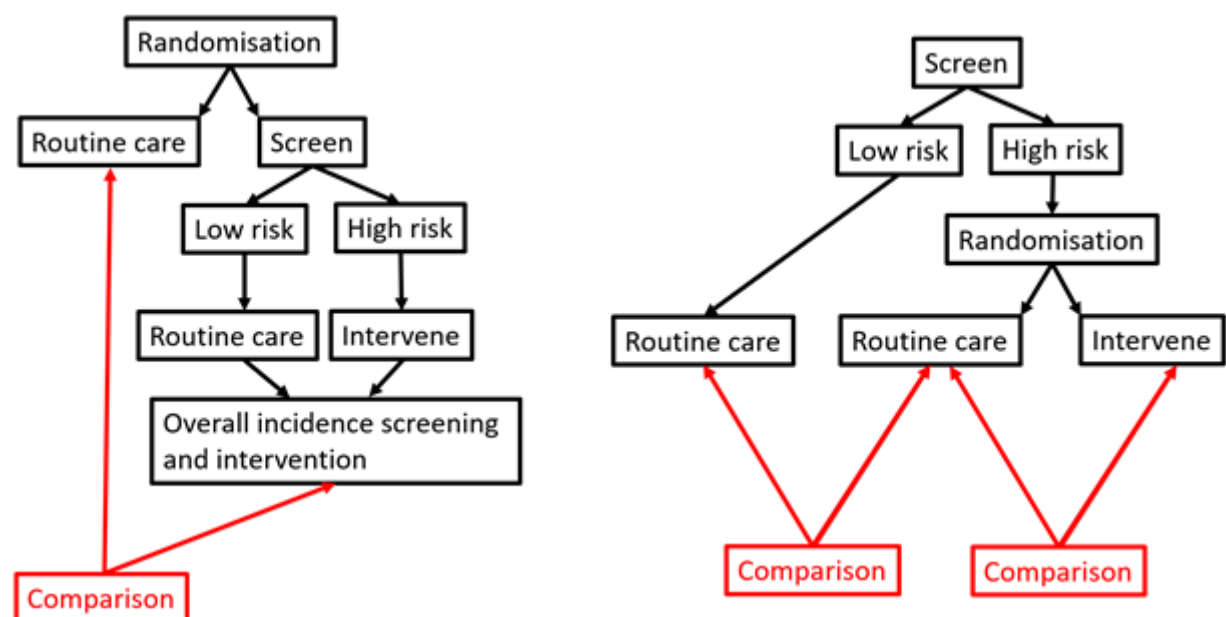 Randomisation
Routine care
Screen
Low risk
High risk
Routine care
Intervene
Overall incidence screening
and intervention
Comparison
Screen
Low risk
High risk
Randomisation
Routine care
Routine care
Intervene
Comparison
Comparison